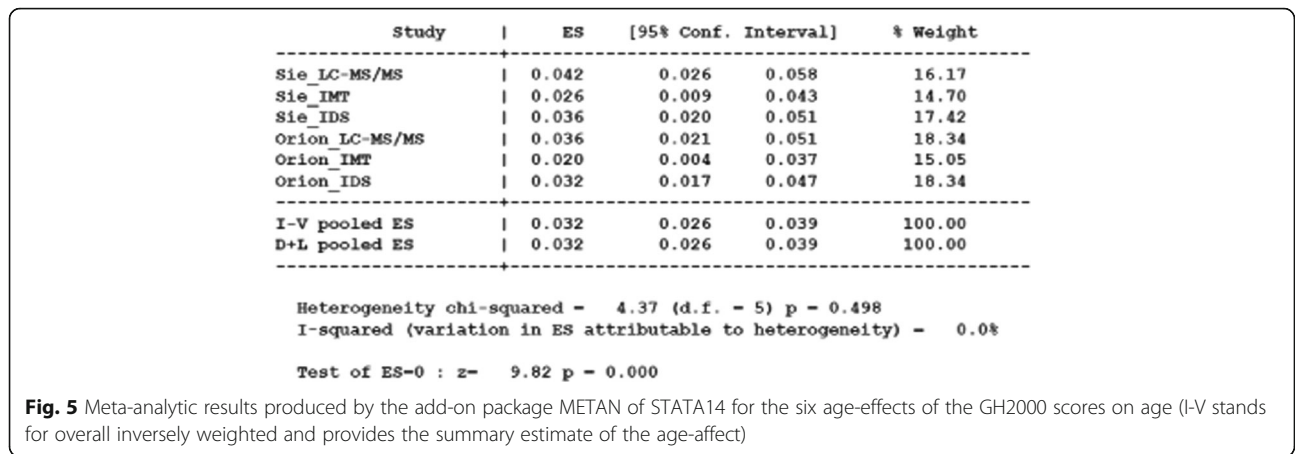 Study | ES [95% Conf. Interval] % Weight
---------------------+---------------------------------------------------
Sie_LC-MS/MS | 0.042 0.026 0.058 16.17
Sie_IMT | 0.026 0.009 0.043 14.70
Sie_IDS | 0.036 0.020 0.051 17.42
Orion_LC-MS/MS | 0.036 0.021 0.051 18.34
Orion_IMT | 0.020 0.004 0.037 15.05
Orion_IDS | 0.032 0.017 0.047 18.34
---------------------+---------------------------------------------------
I-V pooled ES | 0.032 0.026 0.039 100.00
D+L pooled ES | 0.032 0.026 0.039 100.00
---------------------+---------------------------------------------------
Heterogeneity chi-squared = 4.37 (d.f. = 5) p = 0.498
I-squared (variation in ES attributable to heterogeneity) = 0.0%
Test of ES=0 : z= 9.82 p = 0.000
Fig. 5 Meta-analytic results produced by the add-on package METAN of STATA14 for the six age-effects of the GH2000 scores on age (I-V stands
for overall inversely weighted and provides the summary estimate of the age-affect)